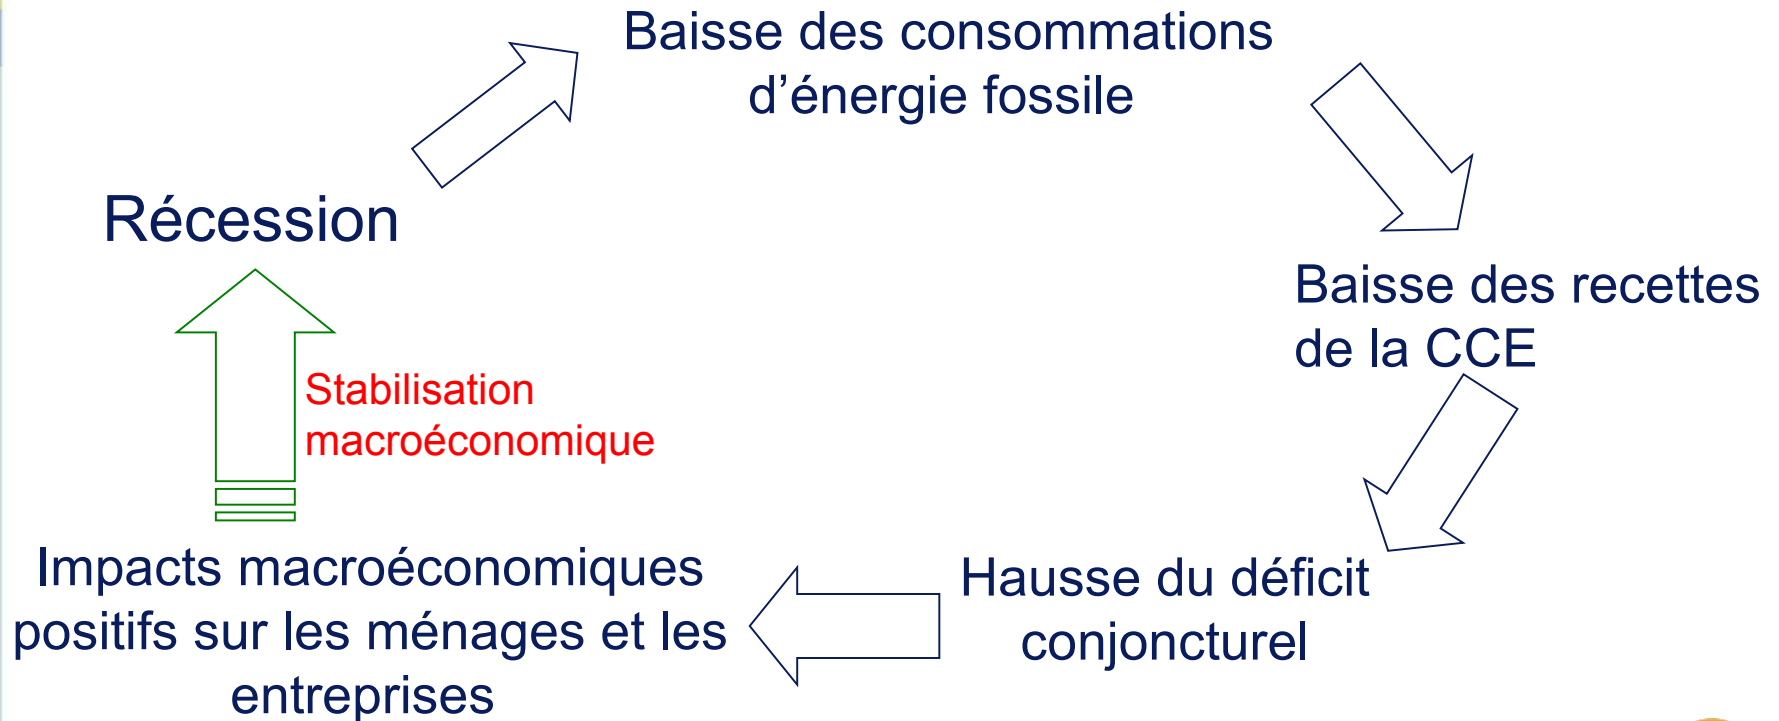 Baisse des consommations
d’énergie fossile
Récession
Baisse des recettes
de la CCE
Stabilisation
macroéconomique
Hausse du déficit
conjoncturel
Impacts macroéconomiques
positifs sur les ménages et les
entreprises